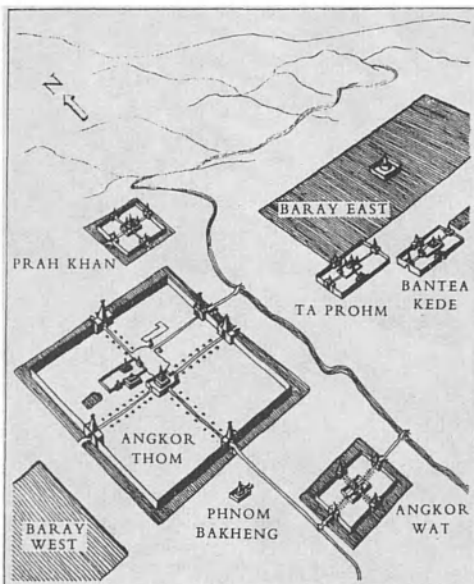 N
BARAY EAST
PRAH KHAN
TA PROHM
BANTEA
KEDE
ANGKOR
THOM
PHNOM
BAKHENG
ANGKOR
WAT
BARAY
WEST